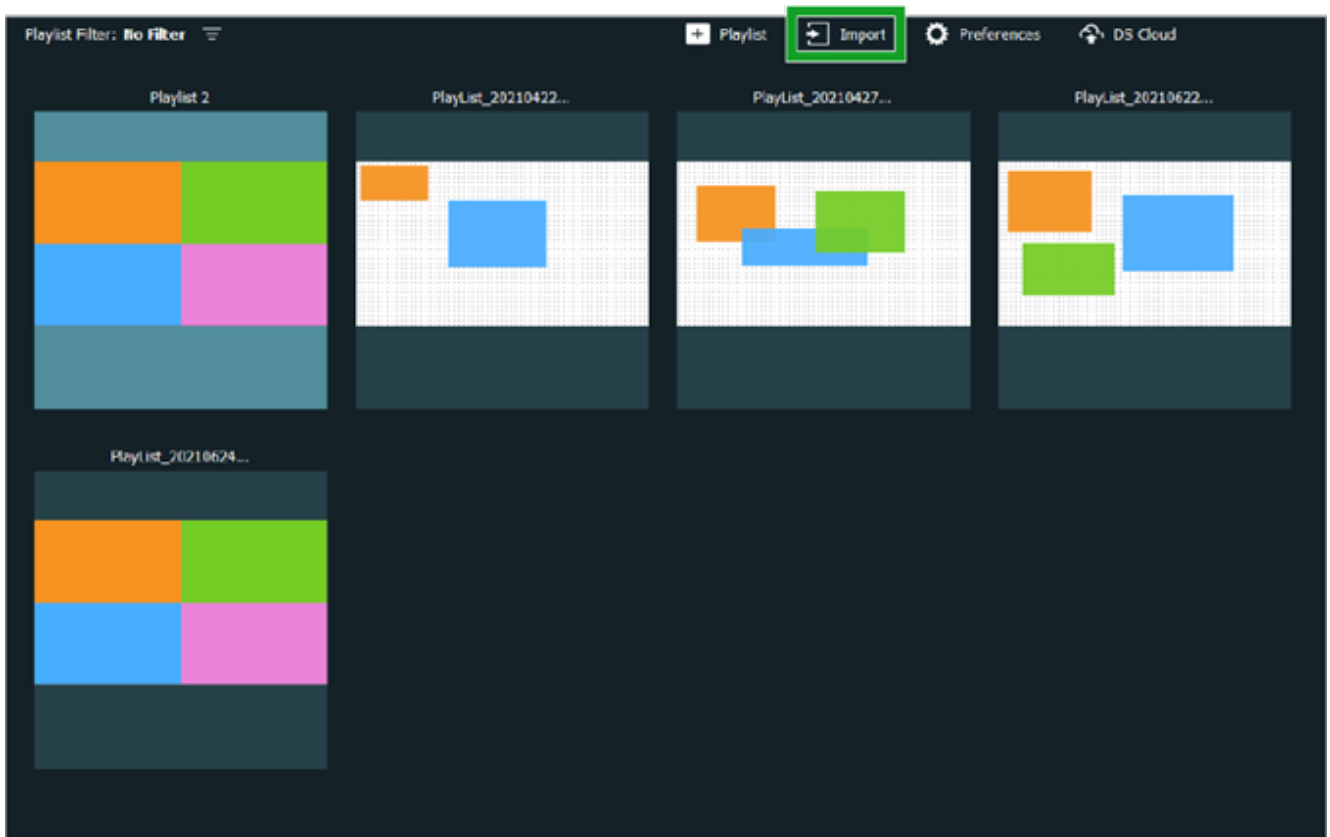 Playlist Filter: No Filter
Playlist
Import
Preferences
DS Cloud
Playlist 2
PlayList_20210422...
PlayList_20210427...
PlayList_20210622...
PlayList_20210624...